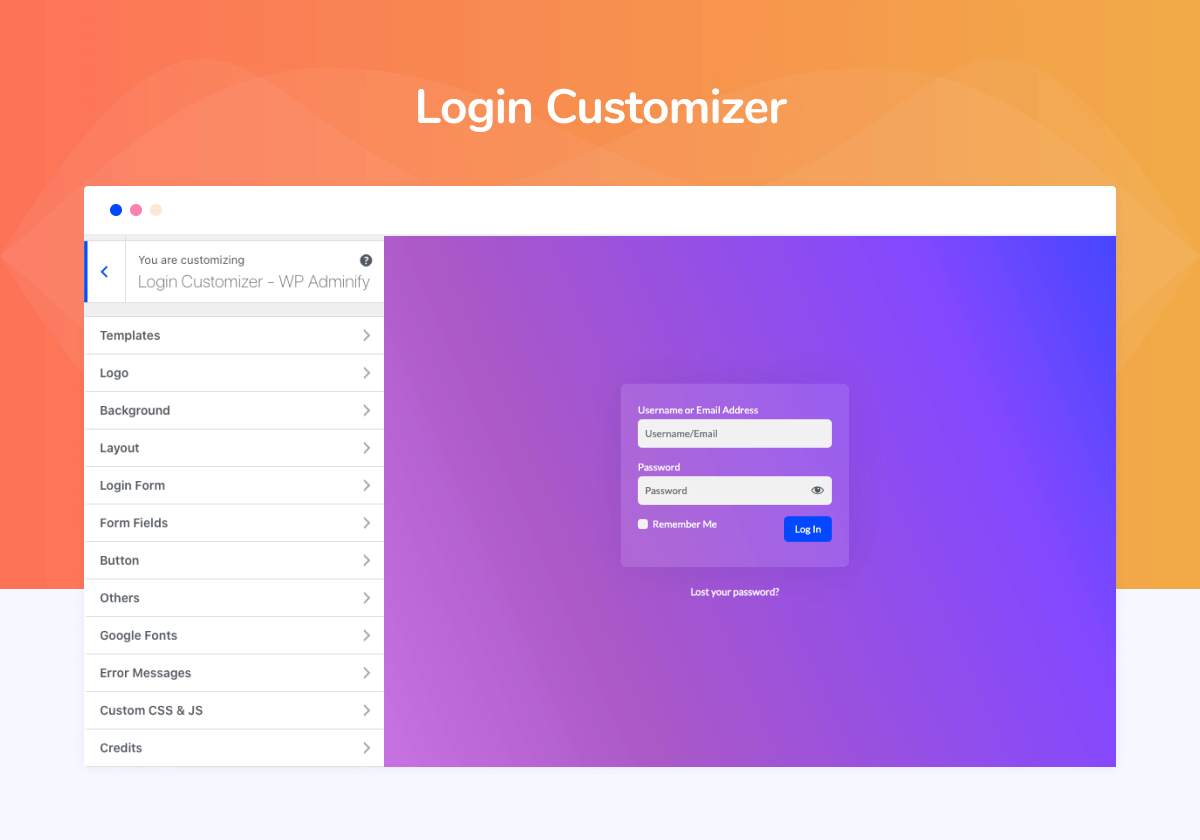 Login Customizer
You are customizing
Login Customizer - WP Adminify
Templates
Logo
Background
Layout
Login Form
Form Fields
Button
Others
Google Fonts
Error Messages
Custom CSS & JS
Credits
Username or Email Address
Username/Email
Password
Password
Remember Me
Log In
Lost your password?